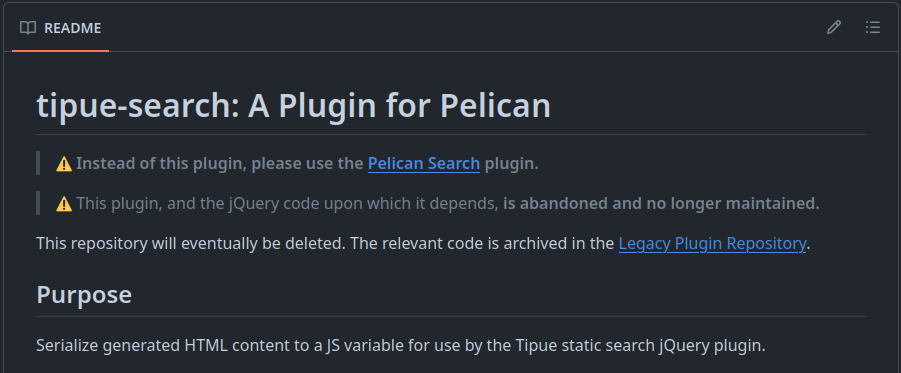 README
tipue-search: A Plugin for Pelican
⚠️ Instead of this plugin, please use the Pelican Search plugin.
⚠️ This plugin, and the jQuery code upon which it depends, is abandoned and no longer maintained.
This repository will eventually be deleted. The relevant code is archived in the Legacy Plugin Repository.
Purpose
Serialize generated HTML content to a JS variable for use by the Tipue static search jQuery plugin.